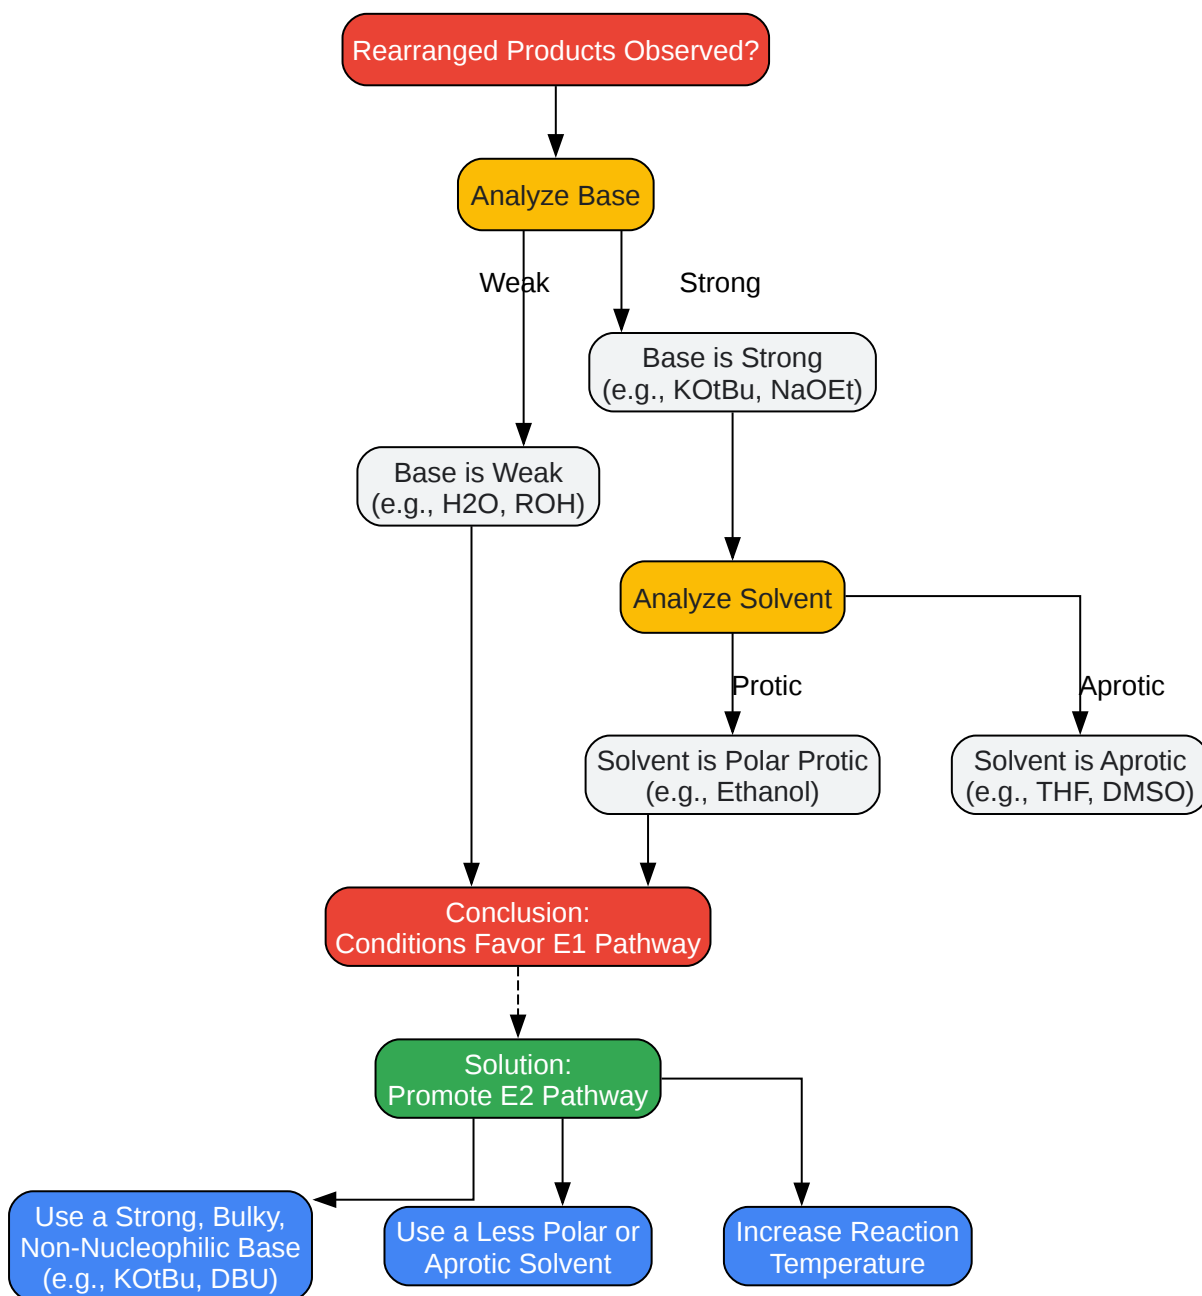 Rearranged Products Observed?
Analyze Base
Weak
Strong
Base is Strong
(e.g., KOtBu, NaOEt)
Base is Weak
(e.g., H2O, ROH)
Analyze Solvent
Protic
Aprotic
Solvent is Polar Protic
(e.g., Ethanol)
Solvent is Aprotic
(e.g., THF, DMSO)
Conclusion:
Conditions Favor E1 Pathway
Solution:
Promote E2 Pathway
Use a Strong, Bulky,
Non-Nucleophilic Base
(e.g., KOtBu, DBU)
Use a Less Polar or
Aprotic Solvent
Increase Reaction
Temperature